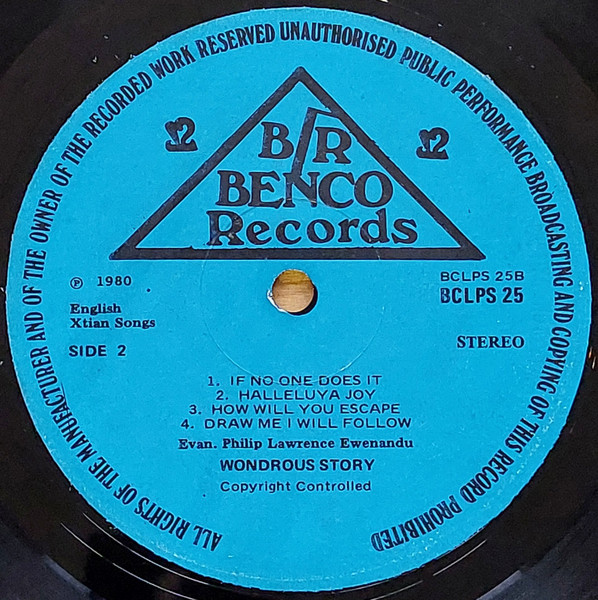 ALL RIGHTS OF THE MANUFACTURER AND OF THE OWNER OF THE RECORDED WORK RESERVED UNAUTHORISED PUBLIC PERFORMANCE BROADCASTING AND COPYING OF THIS RECORD PROHIBITED
B/R
BENCO
Records
℗ 1980
BCLPS 25B
BCLPS 25
English
Xtian Songs
SIDE 2
STEREO
1. IF NO ONE DOES IT
2. HALLELUYA JOY
3. HOW WILL YOU ESCAPE
4. DRAW ME I WILL FOLLOW
Evan. Philip Lawrence Ewenandu
WONDROUS STORY
Copyright Controlled